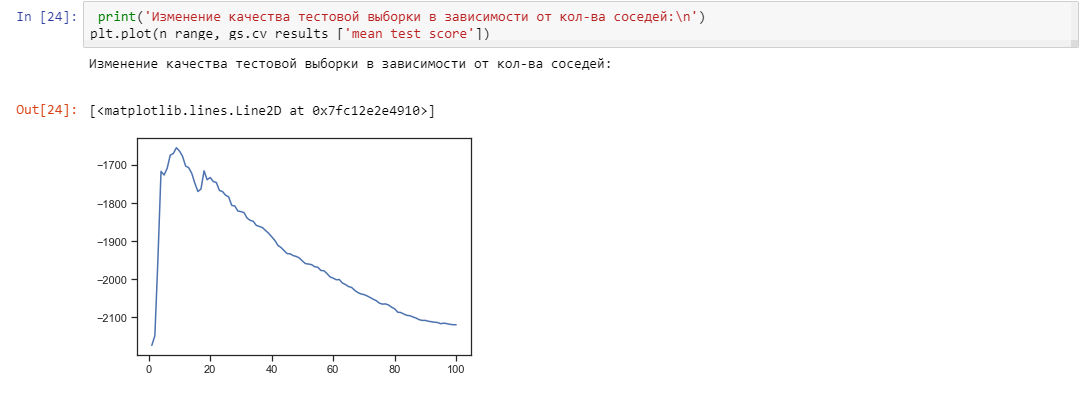 In [24]: print('Изменение качества тестовой выборки в зависимости от кол-ва соседей:\n')
plt.plot(n_range, gs.cv_results_['mean_test_score'])
Изменение качества тестовой выборки в зависимости от кол-ва соседей:
Out[24]: [<matplotlib.lines.Line2D at 0x7fc12e2e4910>]
−1700
−1800
−1900
−2000
−2100
0 20 40 60 80 100